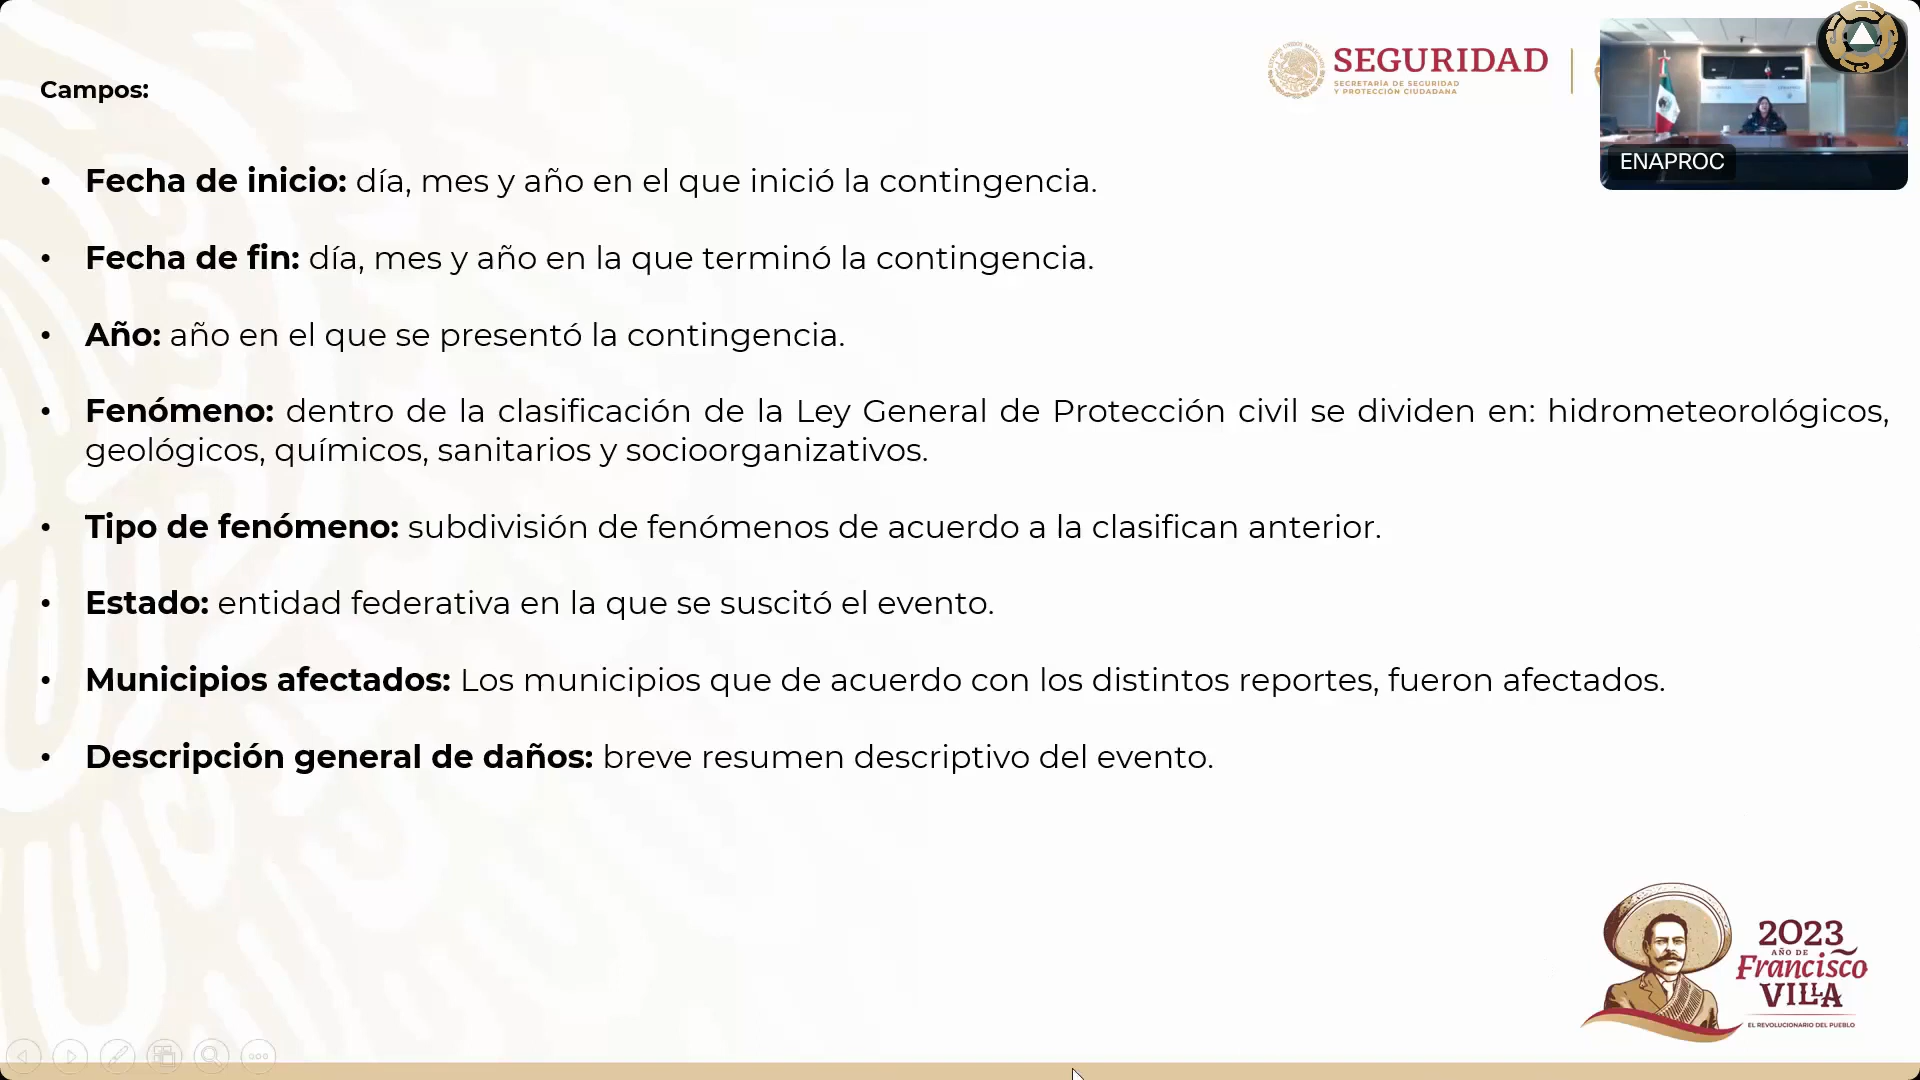 SEGURIDAD
SECRETARÍA DE SEGURIDAD
Y PROTECCIÓN CIUDADANA
ENAPROC
Campos:
• Fecha de inicio: día, mes y año en el que inició la contingencia.
• Fecha de fin: día, mes y año en la que terminó la contingencia.
• Año: año en el que se presentó la contingencia.
• Fenómeno: dentro de la clasificación de la Ley General de Protección civil se dividen en: hidrometeorológicos,
geológicos, químicos, sanitarios y socioorganizativos.
• Tipo de fenómeno: subdivisión de fenómenos de acuerdo a la clasifican anterior.
• Estado: entidad federativa en la que se suscitó el evento.
• Municipios afectados: Los municipios que de acuerdo con los distintos reportes, fueron afectados.
• Descripción general de daños: breve resumen descriptivo del evento.
2023
AÑO DE
Francisco
VILLA
EL REVOLUCIONARIO DEL PUEBLO